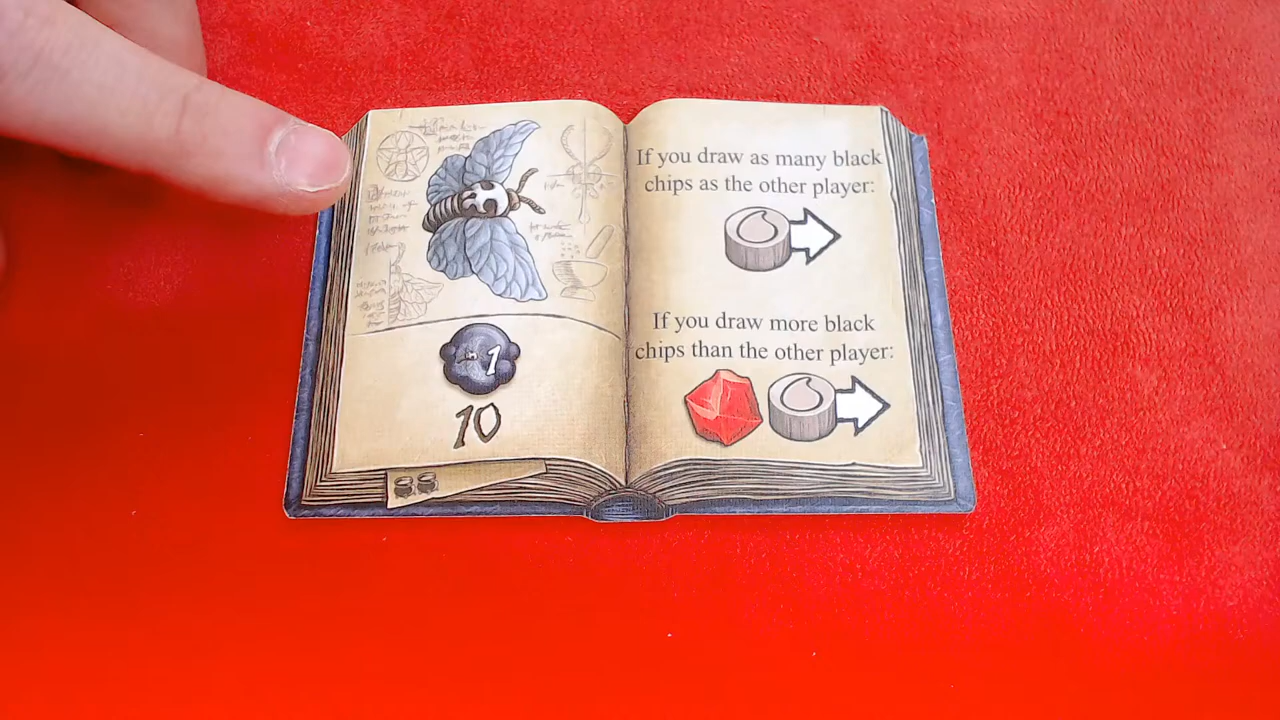 1
10
If you draw as many black
chips as the other player:
If you draw more black
chips than the other player: